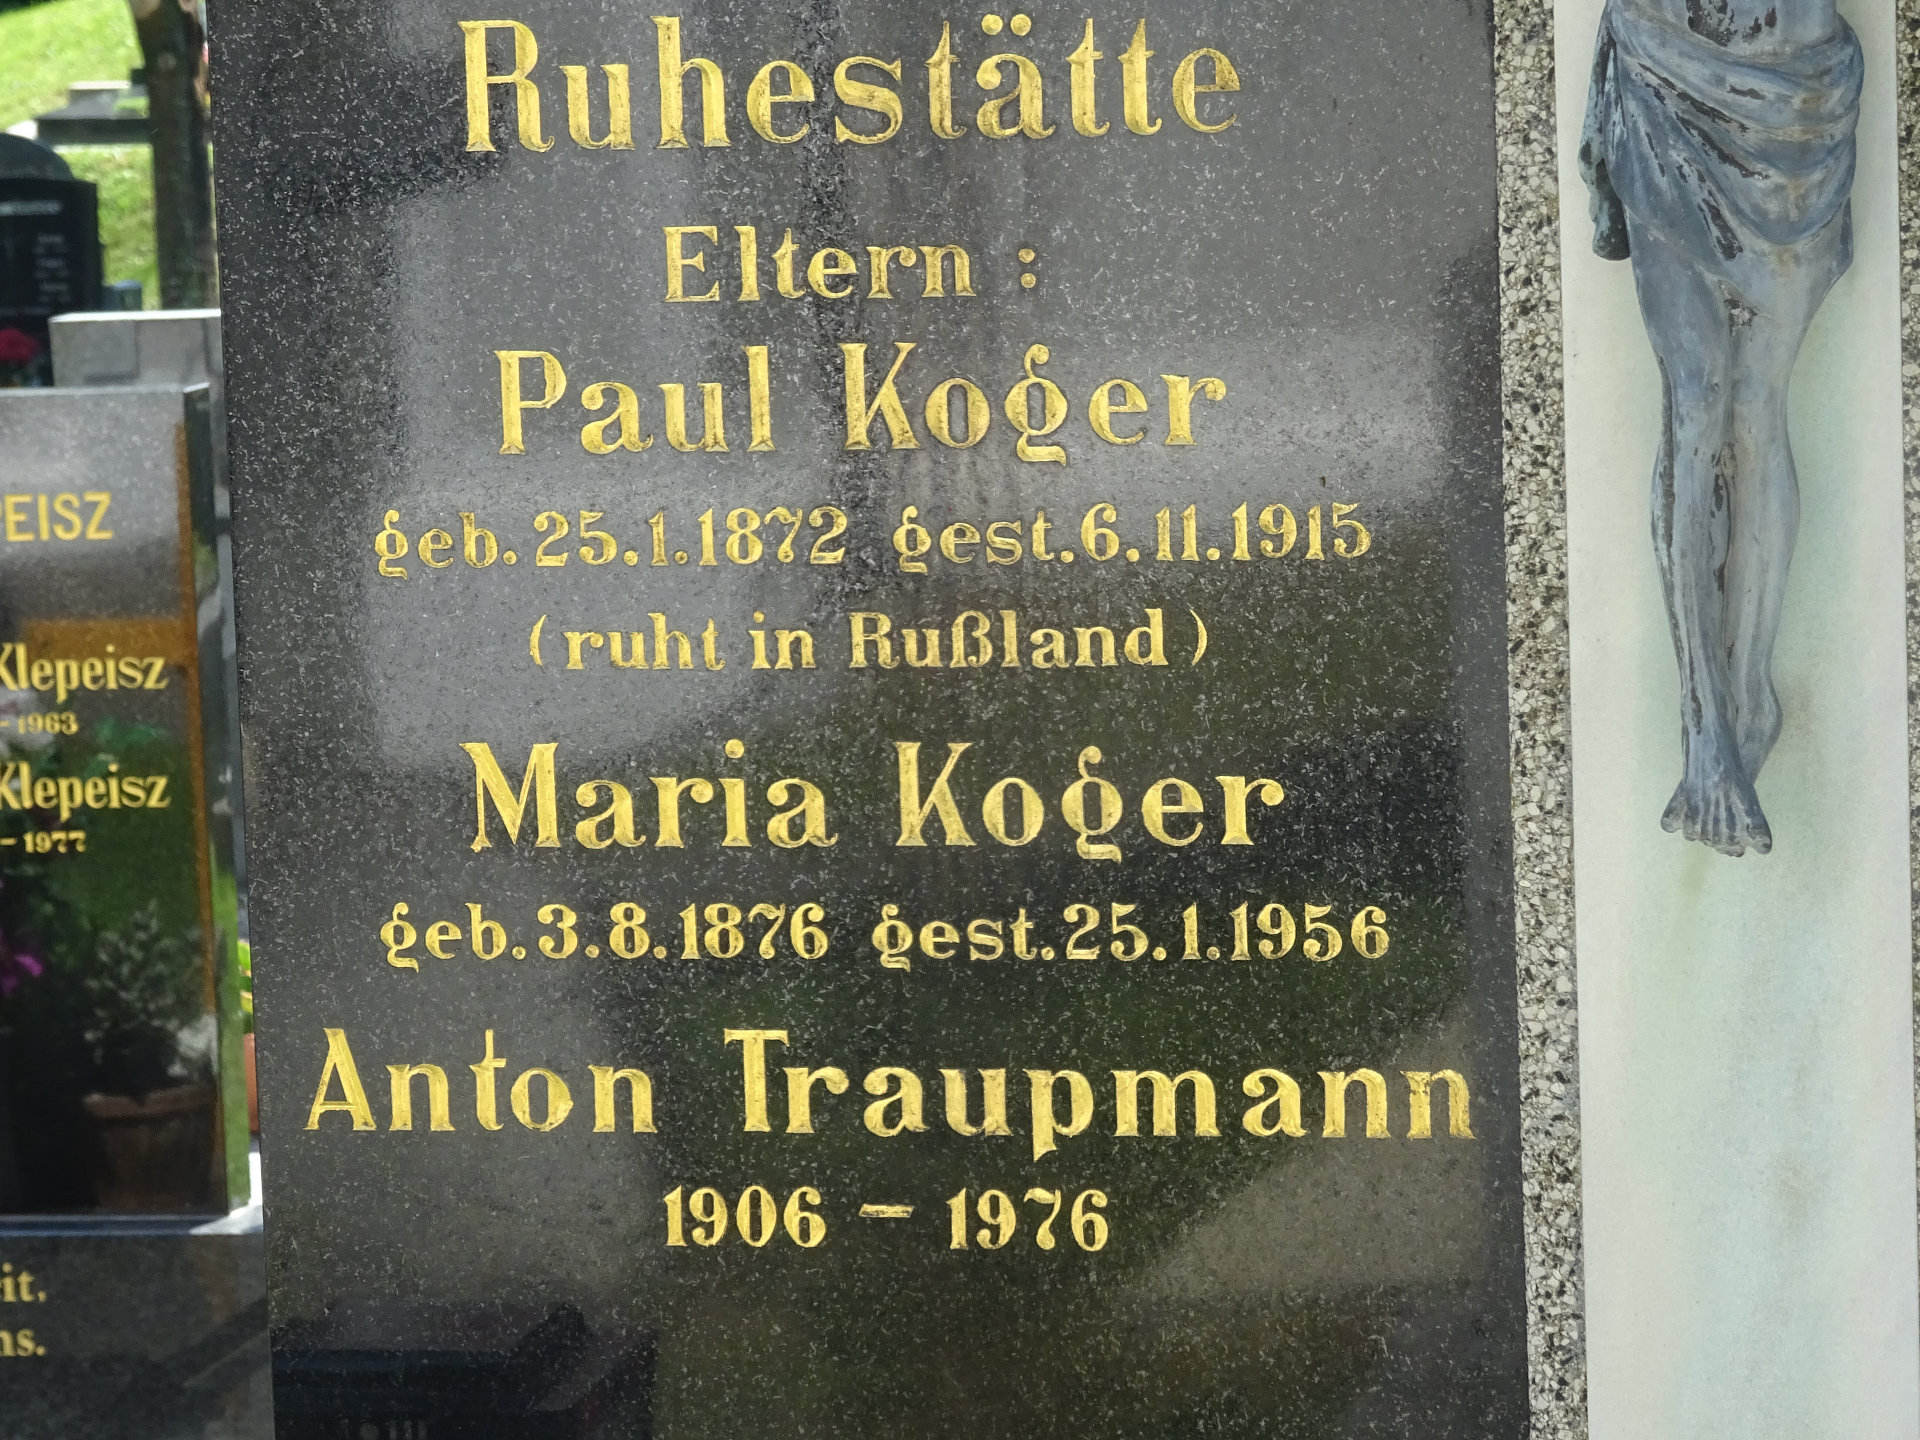 Ruhestätte
Eltern :
Paul Koger
geb. 25.1.1872 gest. 6.11.1915
(ruht in Rußland)
Maria Koger
geb. 3.8.1876 gest. 25.1.1956
Anton Traupmann
1906 – 1976
Klepeisz
– 1963
Klepeisz
– 1977